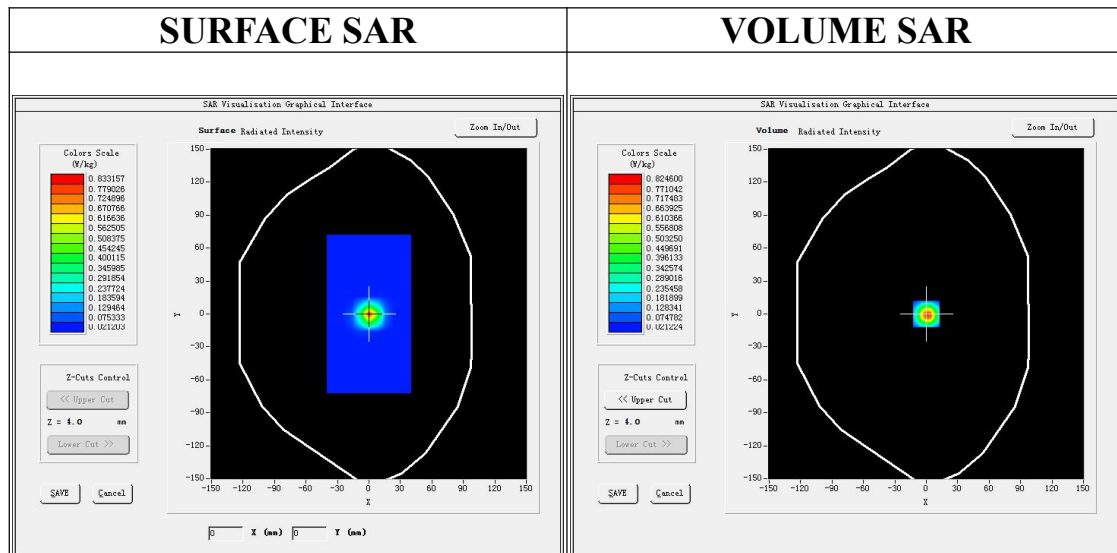 SURFACE SAR
VOLUME SAR
SAR Visualisation Graphical Interface
Surface Radiated Intensity
Zoom In/Out
Colors Scale
(W/kg)
0.833157
0.779026
0.724896
0.670766
0.616636
0.562505
0.508375
0.454245
0.400115
0.345985
0.291854
0.237724
0.183594
0.129464
0.075333
0.021203
Z-Cuts Control
<< Upper Cut
Z = 4.0 mm
Lower Cut >>
SAVE Cancel
150
120
90
60
30
0
-30
-60
-90
-120
-150
Y
-150 -120 -90 -60 -30 0 30 60 90 120 150
X
0 X (mm) 0 Y (mm)
SAR Visualisation Graphical Interface
Volume Radiated Intensity
Zoom In/Out
Colors Scale
(W/kg)
0.824600
0.771042
0.717483
0.663925
0.610366
0.556808
0.503250
0.449691
0.396133
0.342574
0.289016
0.235458
0.181899
0.128341
0.074782
0.021224
Z-Cuts Control
<< Upper Cut
Z = 4.0 mm
Lower Cut >>
SAVE Cancel
150
120
90
60
30
0
-30
-60
-90
-120
-150
Y
-150 -120 -90 -60 -30 0 30 60 90 120 150
X